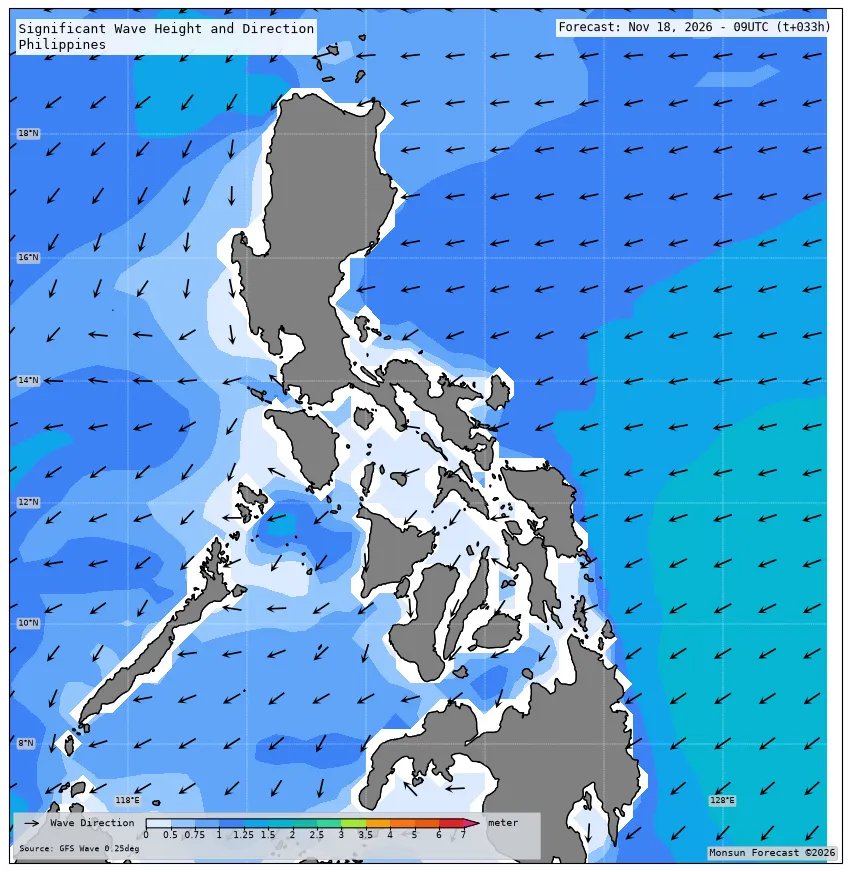 Significant Wave Height and Direction
Philippines
Forecast: Nov 18, 2026 - 09UTC (t+033h)
18°N
16°N
14°N
12°N
10°N
8°N
118°E
128°E
Wave Direction
meter
0 0.5 0.75 1 1.25 1.5 2 2.5 3 3.5 4 5 6 7
Source: GFS Wave 0.25deg
Monsun Forecast ©2026